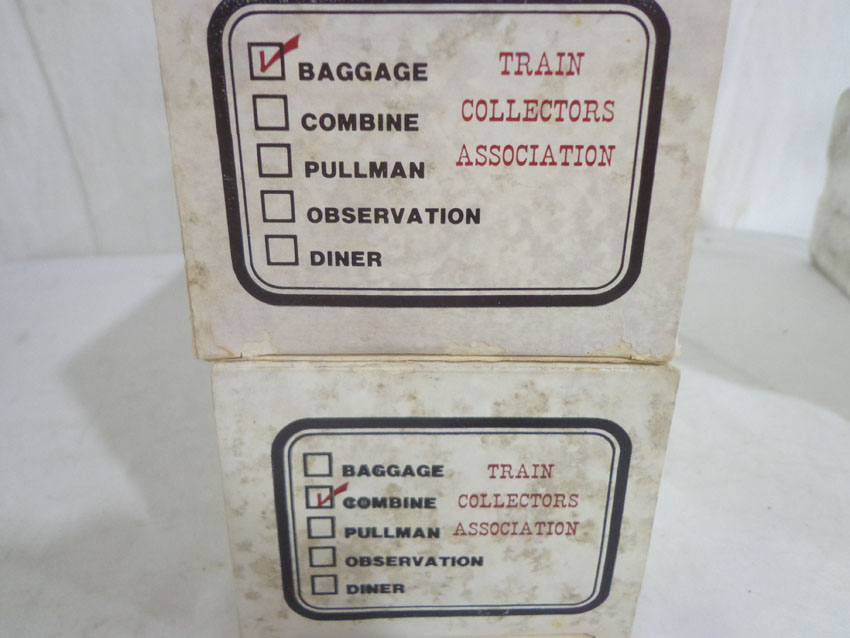 BAGGAGE TRAIN
COMBINE COLLECTORS
PULLMAN ASSOCIATION
OBSERVATION
DINER
BAGGAGE TRAIN
COMBINE COLLECTORS
PULLMAN ASSOCIATION
OBSERVATION
DINER